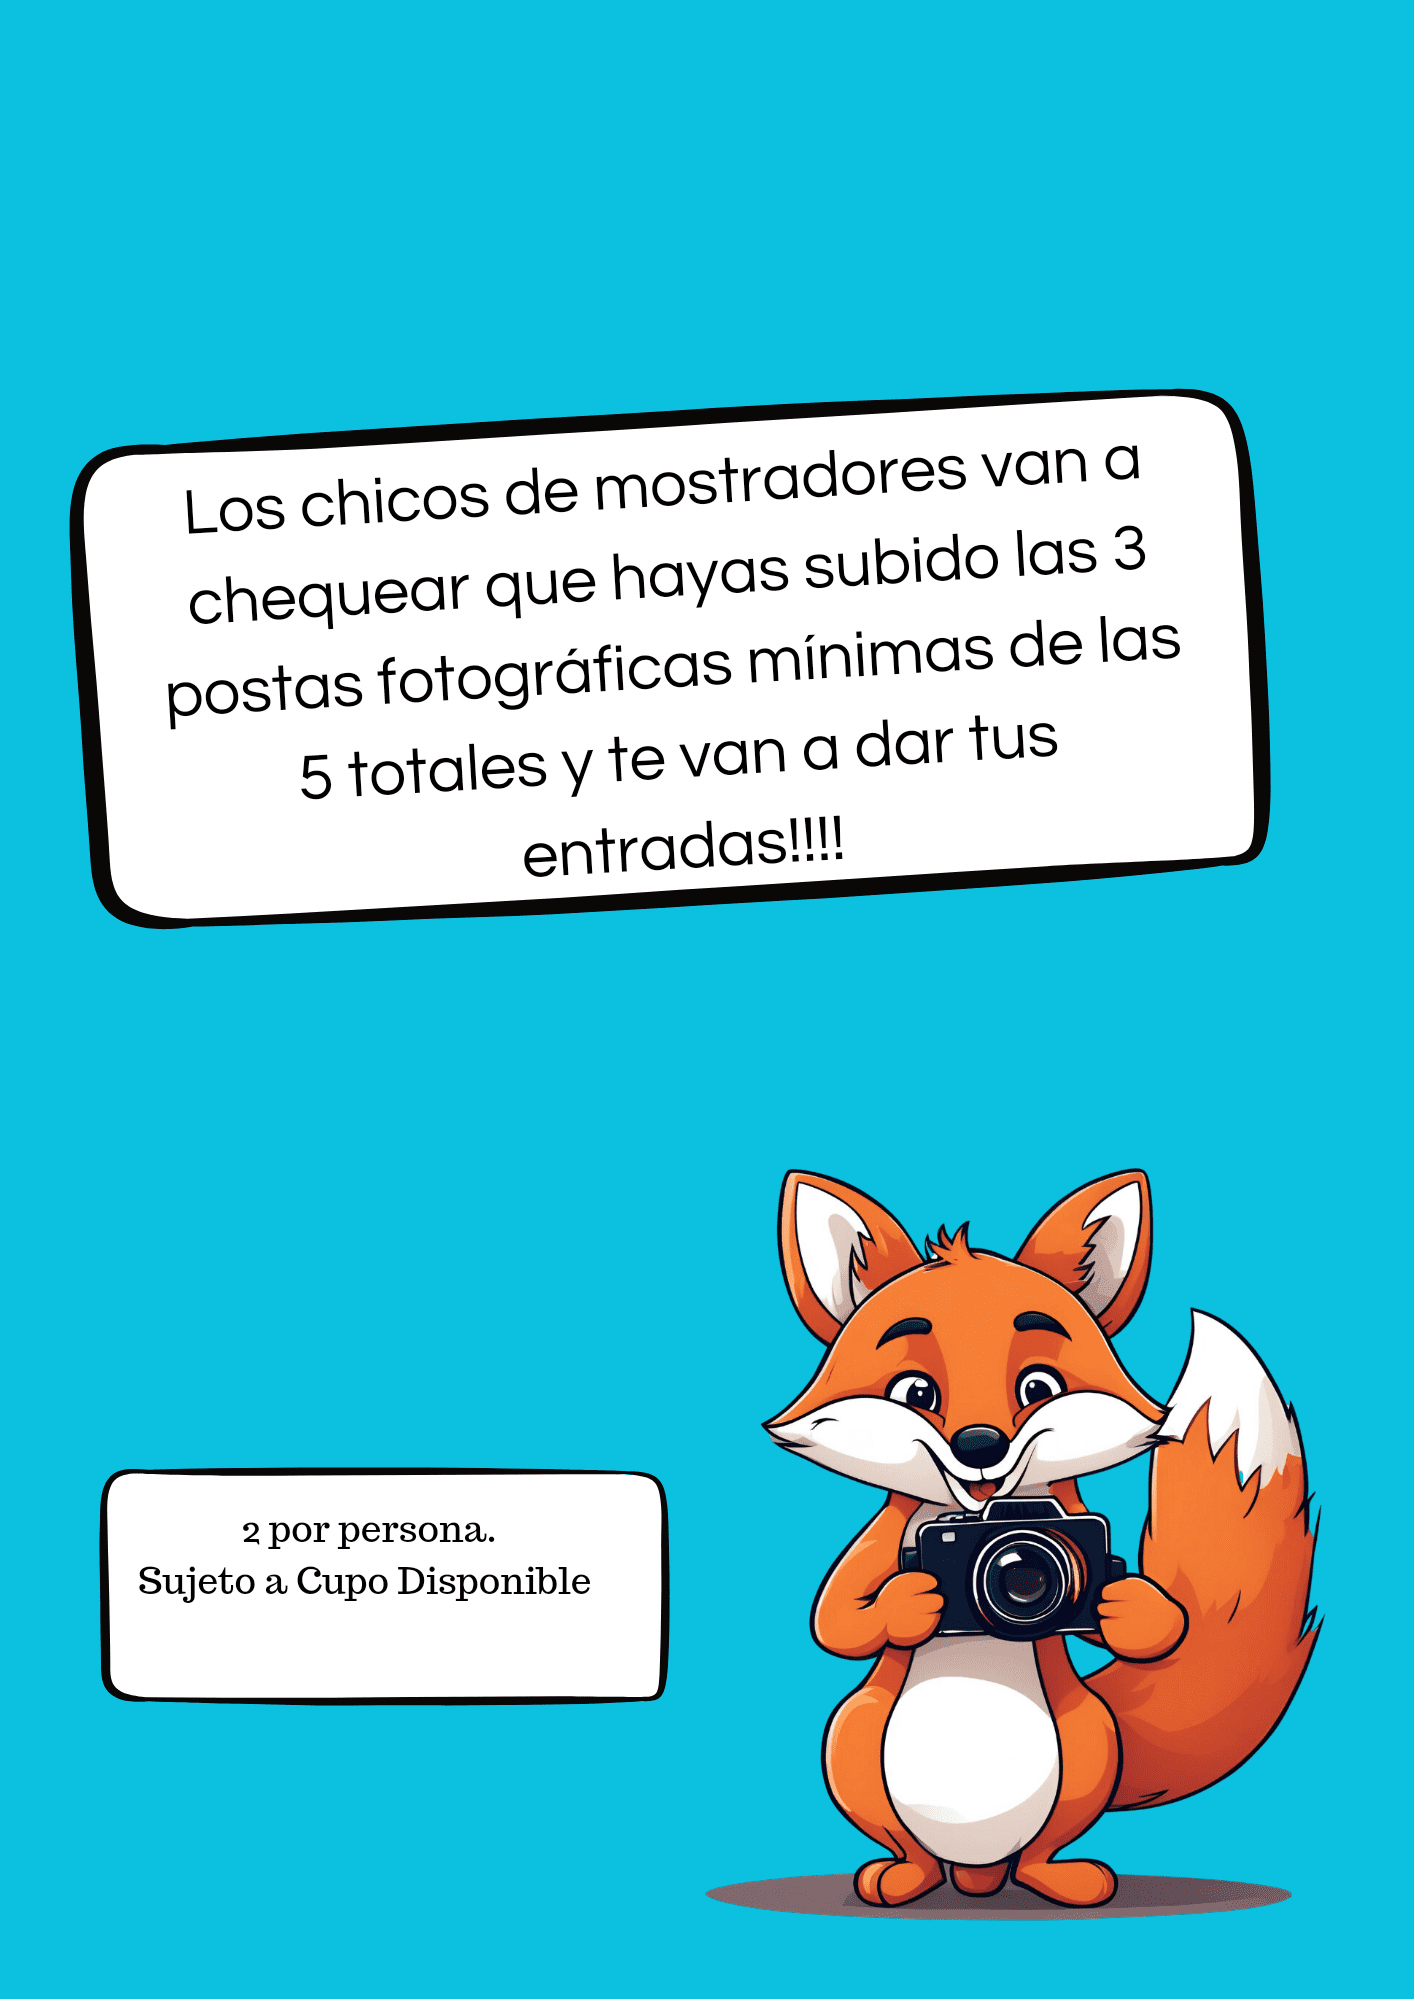 Los chicos de mostradores van a
chequear que hayas subido las 3
postas fotográficas mínimas de las
5 totales y te van a dar tus
entradas!!!!
2 por persona.
Sujeto a Cupo Disponible